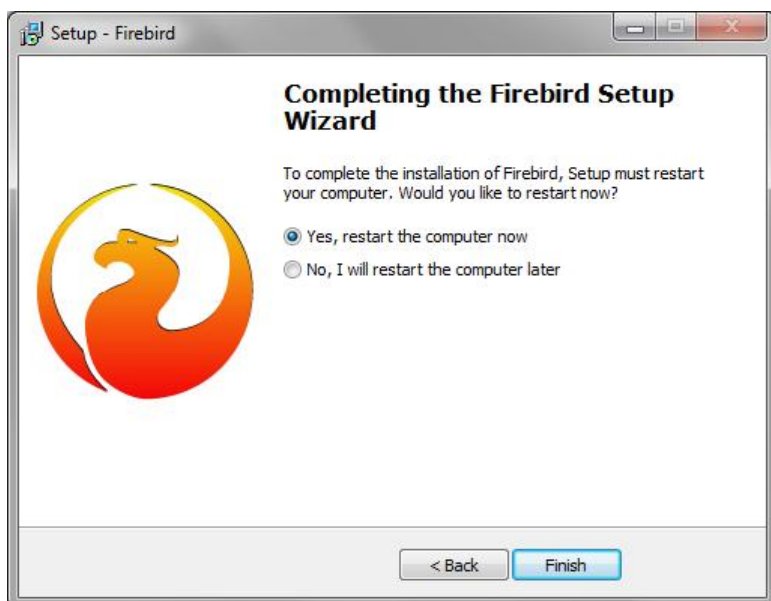 Setup - Firebird
Completing the Firebird Setup
Wizard
To complete the installation of Firebird, Setup must restart
your computer. Would you like to restart now?
Yes, restart the computer now
No, I will restart the computer later
< Back
Finish